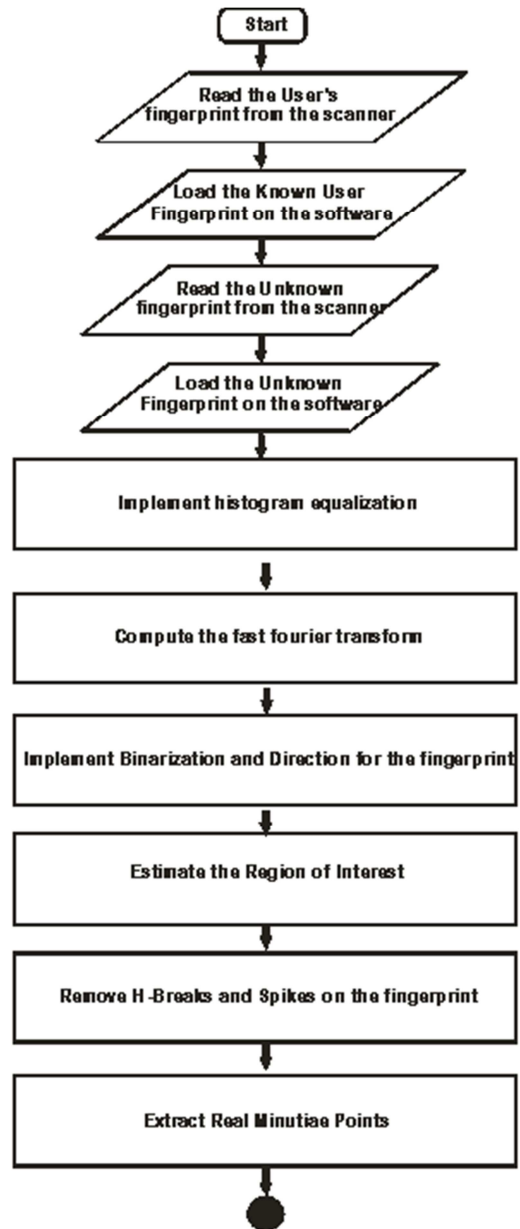 Start
Read the User's
fingerprint from the scanner
Load the Known User
Fingerprint on the software
Read the Unknown
fingerprint from the scanner
Load the Unknown
Fingerprint on the software
Implement histogram equalization
Compute the fast fourier transform
Implement Binarization and Direction for the fingerprint
Estimate the Region of Interest
Remove H-Breaks and Spikes on the fingerprint
Extract Real Minutiae Points